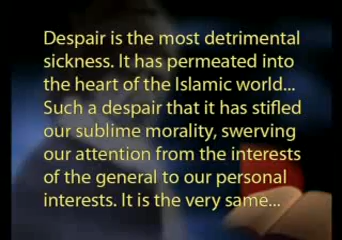 Despair is the most detrimental
sickness. It has permeated into
the heart of the Islamic world...
Such a despair that it has stifled
our sublime morality, swerving
our attention from the interests
of the general to our personal
interests. It is the very same...